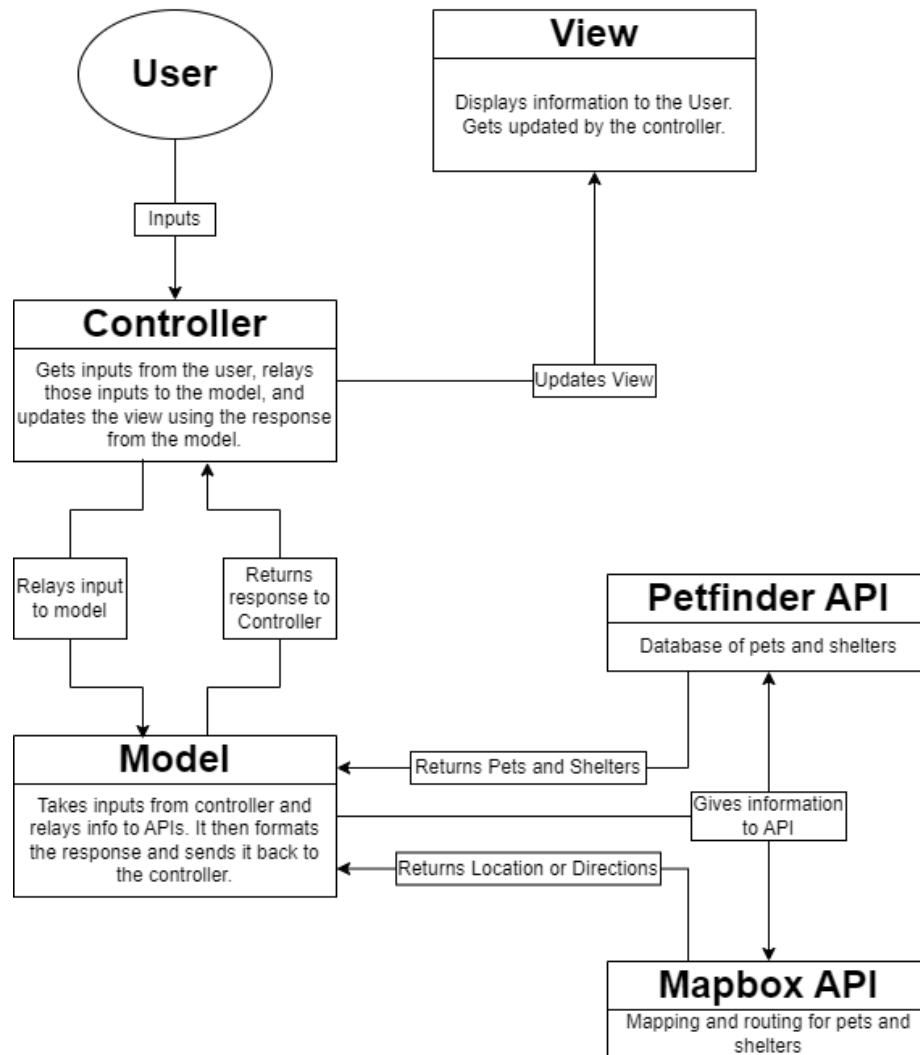 User
View
Displays information to the User.
Gets updated by the controller.
Inputs
Controller
Gets inputs from the user, relays
those inputs to the model, and
updates the view using the response
from the model.
Updates View
Relays input
to model
Returns
response to
Controller
Petfinder API
Database of pets and shelters
Model
Takes inputs from controller and
relays info to APIs. It then formats
the response and sends it back to
the controller.
Returns Pets and Shelters
Gives information
to API
Returns Location or Directions
Mapbox API
Mapping and routing for pets and
shelters